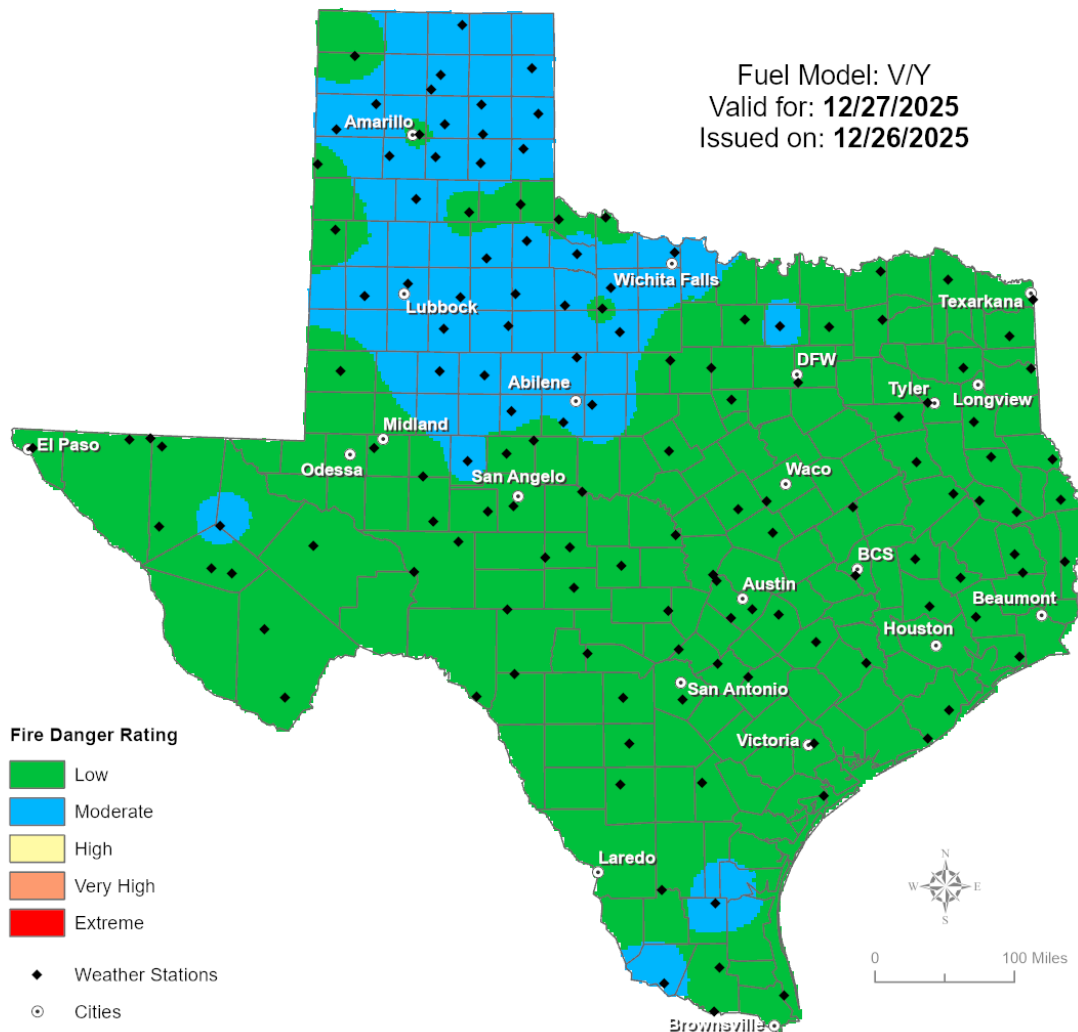 Fuel Model: V/Y
Valid for: 12/27/2025
Issued on: 12/26/2025
Amarillo
Wichita Falls
Lubbock
Texarkana
DFW
Abilene
Tyler
Longview
Midland
El Paso
Odessa
San Angelo
Waco
BCS
Austin
Beaumont
Houston
San Antonio
Victoria
Laredo
Brownsville
Fire Danger Rating
Low
Moderate
High
Very High
Extreme
Weather Stations
Cities
N
W E
S
0 100 Miles